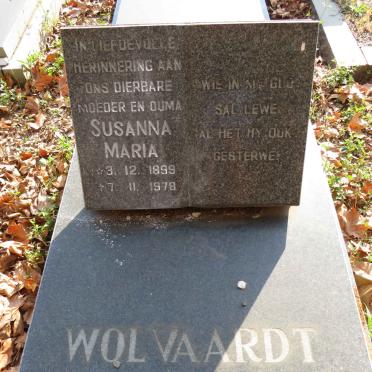 IN LIEFDEVOLLE
HERINNERING AAN
ONS DIERBARE
MOEDER EN OUMA
SUSANNA
MARIA
* 3. 12. 1899
† 7. 11. 1978
WIE IN MY GLO
SAL LEWE
AL HET HY OOK
GESTERWE
WOLVAARDT